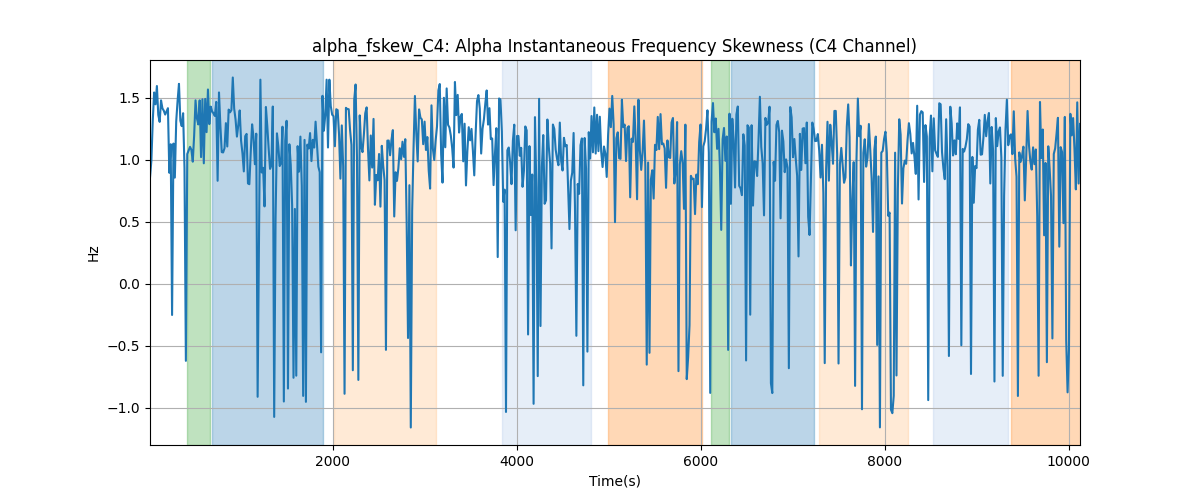 alpha_fskew_C4: Alpha Instantaneous Frequency Skewness (C4 Channel)
1.5
1.0
0.5
0.0
−0.5
−1.0
Hz
2000 4000 6000 8000 10000
Time(s)